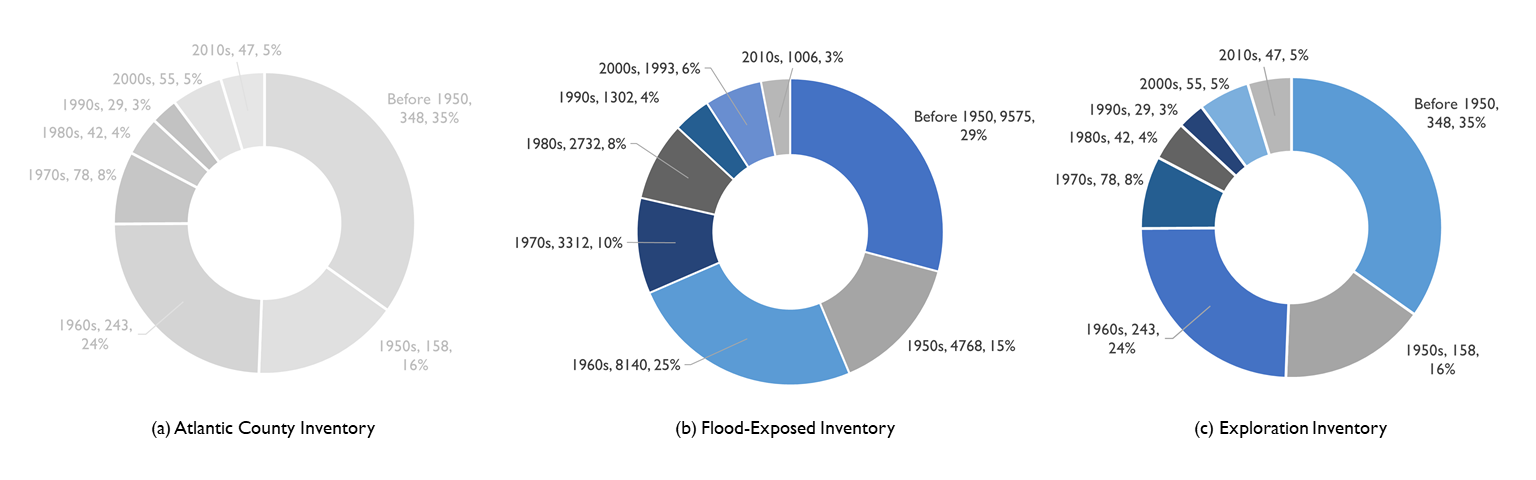 2010s, 47, 5%
2000s, 55, 5%
1990s, 29, 3%
1980s, 42, 4%
1970s, 78, 8%
1960s, 243,
24%
Before 1950,
348, 35%
1950s, 158,
16%
(a) Atlantic County Inventory
2010s, 1006, 3%
2000s, 1993, 6%
1990s, 1302, 4%
1980s, 2732, 8%
1970s, 3312, 10%
1960s, 8140, 25%
Before 1950, 9575,
29%
1950s, 4768, 15%
(b) Flood-Exposed Inventory
2010s, 47, 5%
2000s, 55, 5%
1990s, 29, 3%
1980s, 42, 4%
1970s, 78, 8%
1960s, 243,
24%
Before 1950,
348, 35%
1950s, 158,
16%
(c) Exploration Inventory